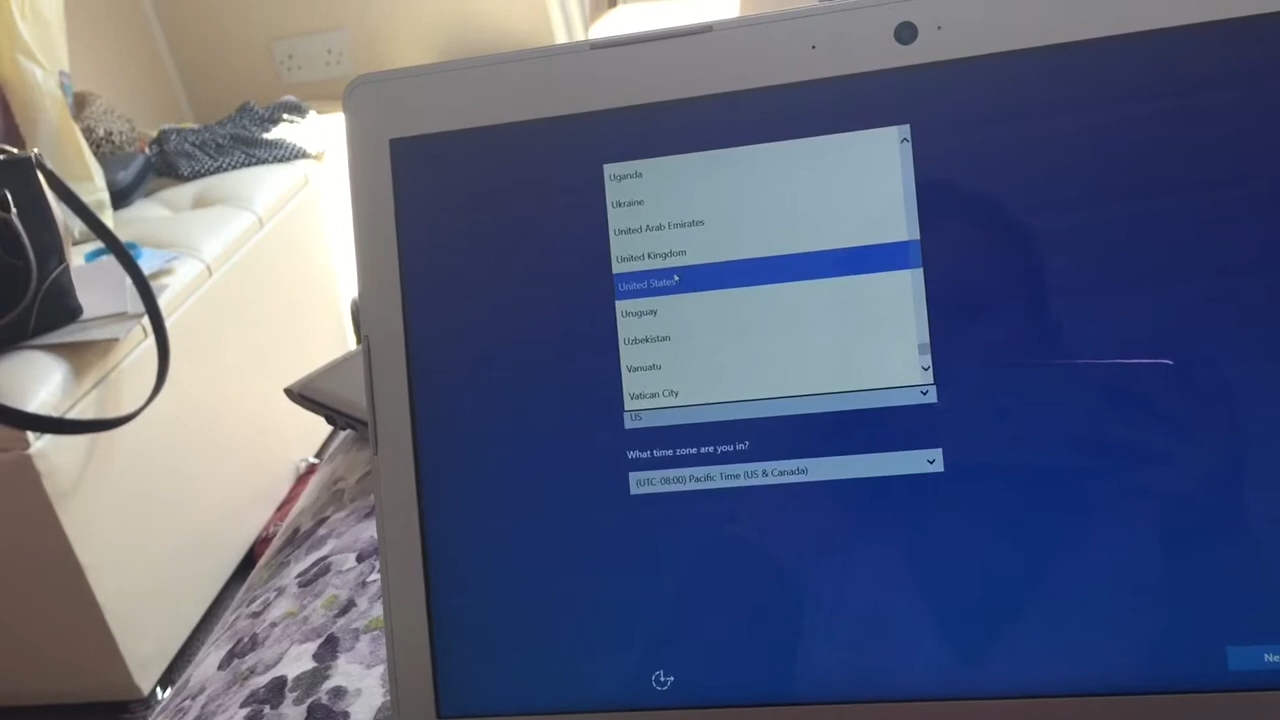 Uganda
Ukraine
United Arab Emirates
United Kingdom
United States
Uruguay
Uzbekistan
Vanuatu
Vatican City
US
What time zone are you in?
(UTC-08:00) Pacific Time (US & Canada)
Ne